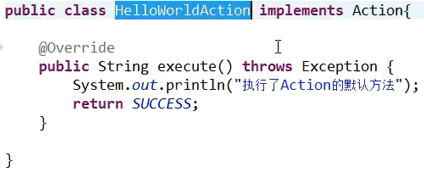 public class HelloWorldAction implements Action{
@Override
public String execute() throws Exception {
System.out.println("执行了Action的默认方法");
return SUCCESS;
}
}